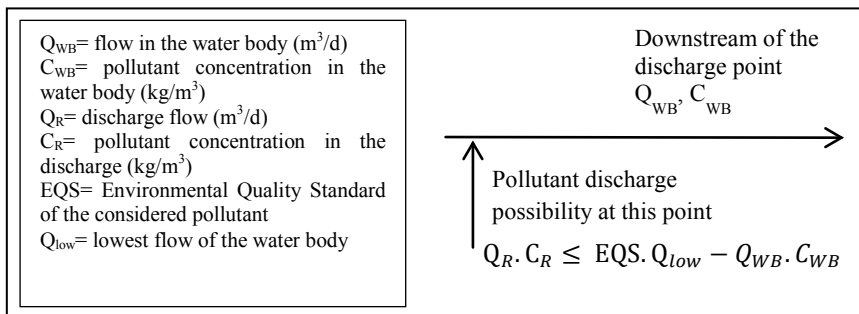 Q_WB= flow in the water body (m³/d)
C_WB= pollutant concentration in the
water body (kg/m³)
Q_R= discharge flow (m³/d)
C_R= pollutant concentration in the
discharge (kg/m³)
EQS= Environmental Quality Standard
of the considered pollutant
Q_low= lowest flow of the water body
Downstream of the
discharge point
Q_WB, C_WB
Pollutant discharge
possibility at this point
Q_R. C_R ≤ EQS. Q_low − Q_WB. C_WB